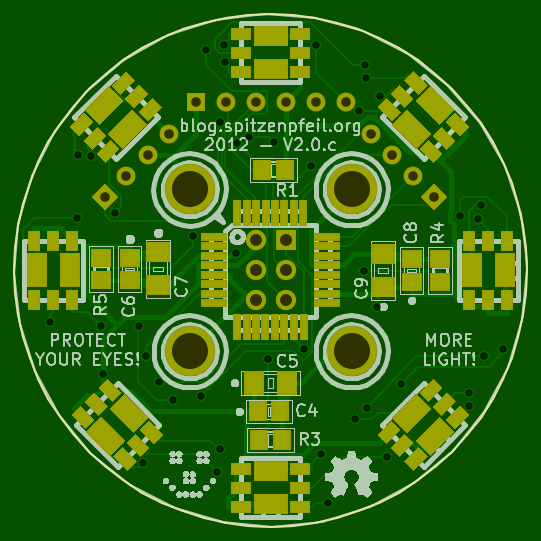 blog.spitzenpfeil.org
2012 — V2.0.c
R1
C8
R4
R5
C6
C7
C9
PROTECT
YOUR EYES!
MORE
LIGHT!
C5
C4
R3